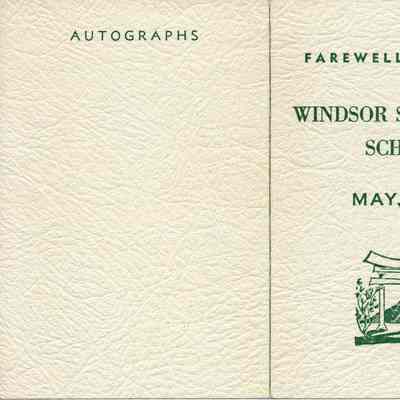 AUTOGRAPHS
FAREWELL
WINDSOR S
SCH
MAY,